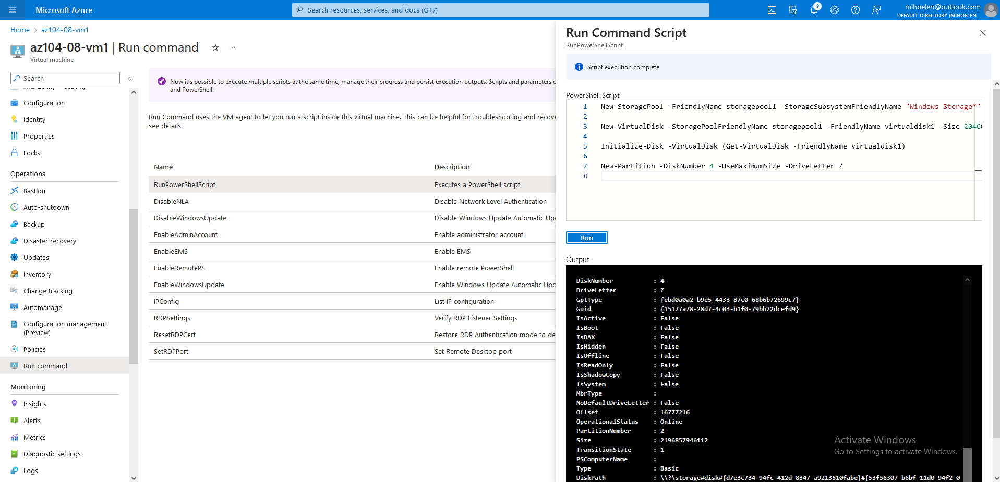 Microsoft Azure
Search resources, services, and docs (G+/)
9
mihoelen@outlook.com
DEFAULT DIRECTORY (MIHOELEN...
Home > az104-08-vm1
az104-08-vm1 | Run command
Virtual machine
Search
Configuration
Identity
Properties
Locks
Operations
Bastion
Auto-shutdown
Backup
Disaster recovery
Updates
Inventory
Change tracking
Automanage
Configuration management
(Preview)
Policies
Run command
Monitoring
Insights
Alerts
Metrics
Diagnostic settings
Logs
Now it's possible to execute multiple scripts at the same time, manage their progress and persist execution outputs. Scripts and parameters
and PowerShell.
Run Command uses the VM agent to let you run a script inside this virtual machine. This can be helpful for troubleshooting and
see details.
Name Description
RunPowerShellScript Executes a PowerShell script
DisableNLA Disable Network Level Authentication
DisableWindowsUpdate Disable Windows Update Automatic
EnableAdminAccount Enable administrator account
EnableEMS Enable EMS
EnableRemotePS Enable remote PowerShell
EnableWindowsUpdate Enable Windows Update Automatic
IPConfig List IP configuration
RDPSettings Verify RDP Listener Settings
ResetRDPCert Restore RDP Authentication mode to
SetRDPPort Set Remote Desktop port
Run Command Script
RunPowerShellScript
Script execution complete
PowerShell Script
1 New-StoragePool -FriendlyName storagepool1 -StorageSubsystemFriendlyName "Windows Storage*"
2
3 New-VirtualDisk -StoragePoolFriendlyName storagepool1 -FriendlyName virtualdisk1 -Size 2046
4
5 Initialize-Disk -VirtualDisk (Get-VirtualDisk -FriendlyName virtualdisk1)
6
7 New-Partition -DiskNumber 4 -UseMaximumSize -DriveLetter Z
8
Run
Output
DiskNumber : 4
DriveLetter : Z
GptType : {ebd0a0a2-b9e5-4433-87c0-68b6b72699c7}
Guid : {15177a78-28d7-4c03-b1f0-79bb22dcefd9}
IsActive : False
IsBoot : False
IsDAX : False
IsHidden : False
IsOffline : False
IsReadOnly : False
IsShadowCopy : False
IsSystem : False
MbrType :
NoDefaultDriveLetter : False
Offset : 16777216
OperationalStatus : Online
PartitionNumber : 2
Size : 2196857946112
TransitionState : 1
PSComputerName :
Type : Basic
DiskPath : \\?\storage#disk#{d7e3c734-94fc-412d-8347-a9213510fabe}#{53f56307-b6bf-11d0-94f2-0
Activate Windows
Go to Settings to activate Windows.